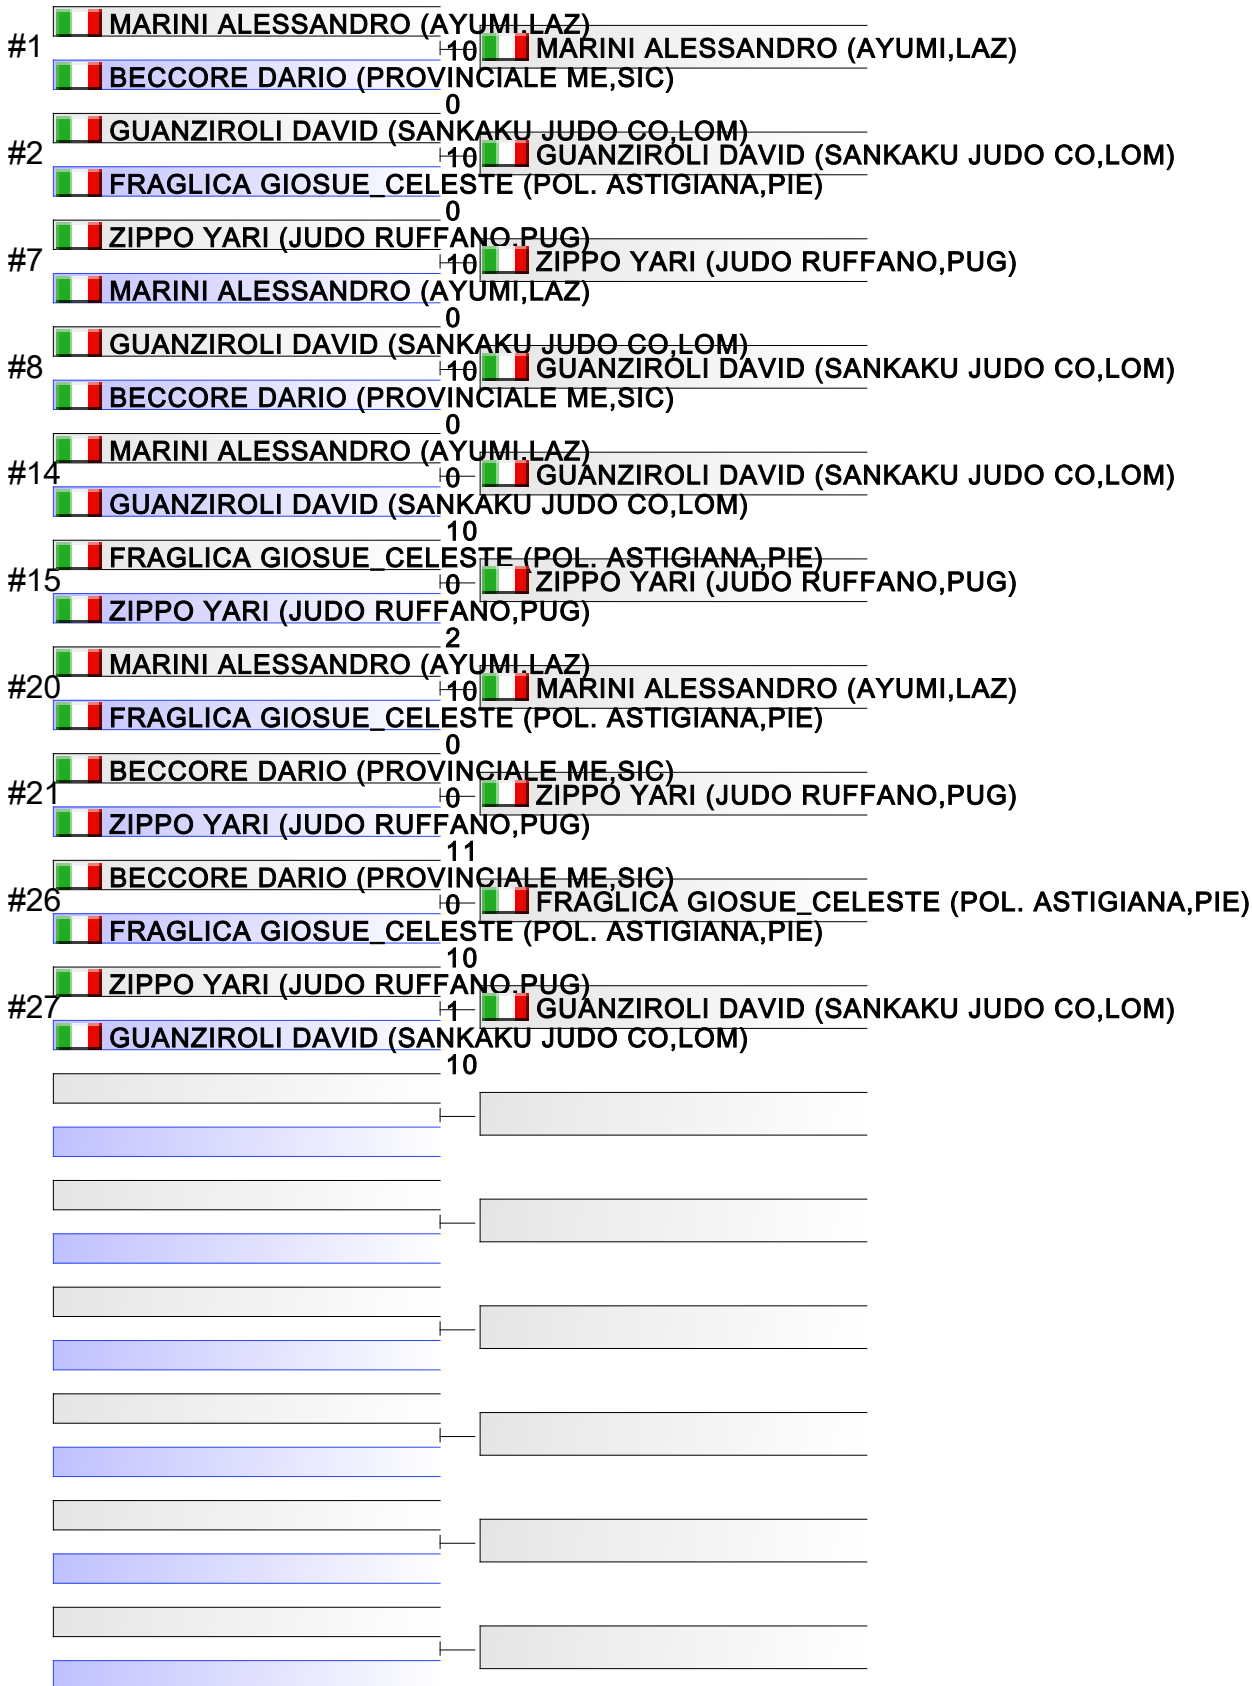 MARINI ALESSANDRO (AYUMI,LAZ)
#1
10
MARINI ALESSANDRO (AYUMI,LAZ)
BECCORE DARIO (PROVINCIALE ME,SIC)
0
GUANZIROLI DAVID (SANKAKU JUDO CO,LOM)
#2
10
GUANZIROLI DAVID (SANKAKU JUDO CO,LOM)
FRAGLICA GIOSUE_CELESTE (POL. ASTIGIANA,PIE)
0
ZIPPO YARI (JUDO RUFFANO,PUG)
#7
10
ZIPPO YARI (JUDO RUFFANO,PUG)
MARINI ALESSANDRO (AYUMI,LAZ)
0
GUANZIROLI DAVID (SANKAKU JUDO CO,LOM)
#8
10
GUANZIROLI DAVID (SANKAKU JUDO CO,LOM)
BECCORE DARIO (PROVINCIALE ME,SIC)
0
MARINI ALESSANDRO (AYUMI,LAZ)
#14
0
GUANZIROLI DAVID (SANKAKU JUDO CO,LOM)
GUANZIROLI DAVID (SANKAKU JUDO CO,LOM)
10
FRAGLICA GIOSUE_CELESTE (POL. ASTIGIANA,PIE)
#15
0
ZIPPO YARI (JUDO RUFFANO,PUG)
ZIPPO YARI (JUDO RUFFANO,PUG)
2
MARINI ALESSANDRO (AYUMI,LAZ)
#20
10
MARINI ALESSANDRO (AYUMI,LAZ)
FRAGLICA GIOSUE_CELESTE (POL. ASTIGIANA,PIE)
0
BECCORE DARIO (PROVINCIALE ME,SIC)
#21
0
ZIPPO YARI (JUDO RUFFANO,PUG)
ZIPPO YARI (JUDO RUFFANO,PUG)
11
BECCORE DARIO (PROVINCIALE ME,SIC)
#26
0
FRAGLICA GIOSUE_CELESTE (POL. ASTIGIANA,PIE)
FRAGLICA GIOSUE_CELESTE (POL. ASTIGIANA,PIE)
10
ZIPPO YARI (JUDO RUFFANO,PUG)
#27
1
GUANZIROLI DAVID (SANKAKU JUDO CO,LOM)
GUANZIROLI DAVID (SANKAKU JUDO CO,LOM)
10